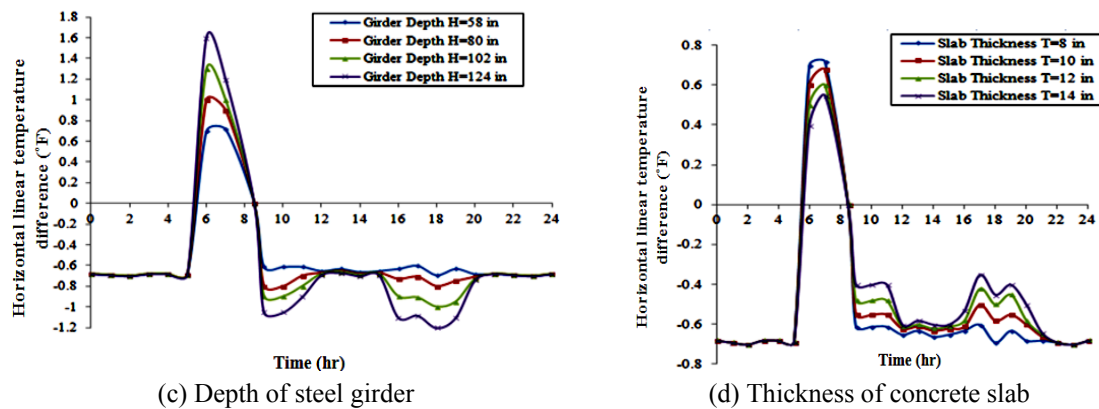 1.8
1.6
1.4
1.2
1
0.8
0.6
0.4
0.2
0
-0.2
-0.4
-0.6
-0.8
-1
-1.2
0 2 4 6 8 10 12 14 16 18 20 22 24
Horizontal linear temperature
difference (°F)
Time (hr)
Girder Depth H=58 in
Girder Depth H=80 in
Girder Depth H=102 in
Girder Depth H=124 in
(c) Depth of steel girder
0.8
0.6
0.4
0.2
0
-0.2
-0.4
-0.6
-0.8
0 2 4 6 8 10 12 14 16 18 20 22 24
Horizontal linear temperature
difference (°F)
Time (hr)
Slab Thickness T=8 in
Slab Thickness T=10 in
Slab Thickness T=12 in
Slab Thickness T=14 in
(d) Thickness of concrete slab